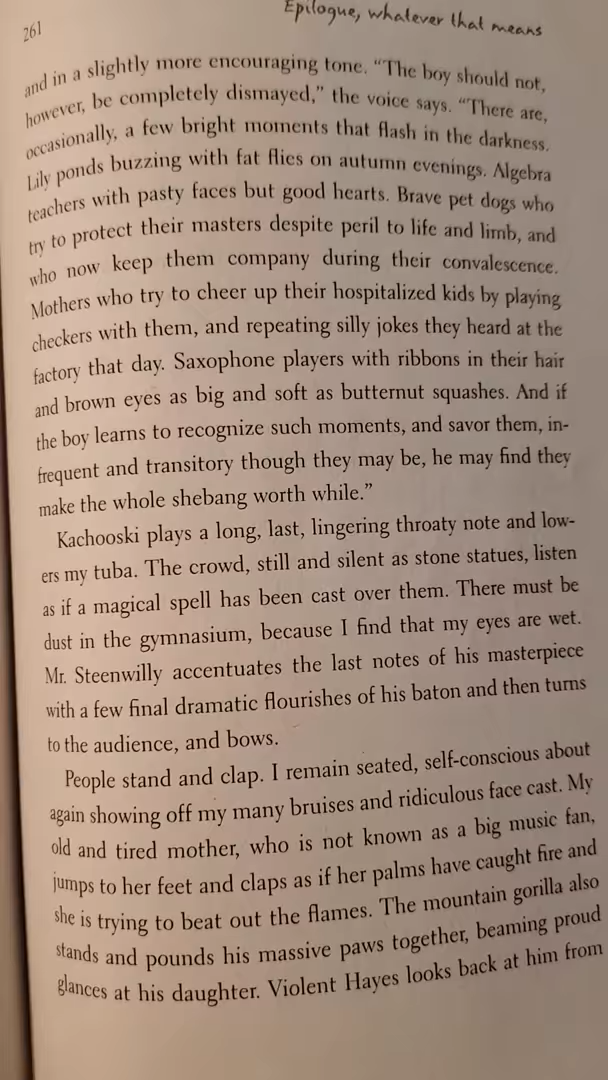 261
Epilogue, whatever that means
and in a slightly more encouraging tone. “The boy should not,
however, be completely dismayed,” the voice says. “There are,
occasionally, a few bright moments that flash in the darkness.
Lily ponds buzzing with fat flies on autumn evenings. Algebra
teachers with pasty faces but good hearts. Brave pet dogs who
try to protect their masters despite peril to life and limb, and
who now keep them company during their convalescence.
Mothers who try to cheer up their hospitalized kids by playing
checkers with them, and repeating silly jokes they heard at the
factory that day. Saxophone players with ribbons in their hair
and brown eyes as big and soft as butternut squashes. And if
the boy learns to recognize such moments, and savor them, in-
frequent and transitory though they may be, he may find they
make the whole shebang worth while.”
Kachooski plays a long, last, lingering throaty note and low-
ers my tuba. The crowd, still and silent as stone statues, listen
as if a magical spell has been cast over them. There must be
dust in the gymnasium, because I find that my eyes are wet.
Mr. Steenwilly accentuates the last notes of his masterpiece
with a few final dramatic flourishes of his baton and then turns
to the audience, and bows.
People stand and clap. I remain seated, self-conscious about
again showing off my many bruises and ridiculous face cast. My
old and tired mother, who is not known as a big music fan,
jumps to her feet and claps as if her palms have caught fire and
she is trying to beat out the flames. The mountain gorilla also
stands and pounds his massive paws together, beaming proud
glances at his daughter. Violent Hayes looks back at him from